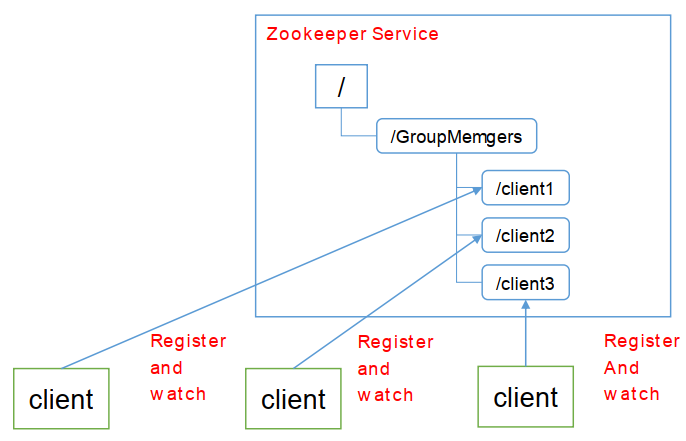 Zookeeper Service
/
/GroupMemgers
/client1
/client2
/client3
Register
and
watch
Register
and
watch
Register
And
watch
client
client
client